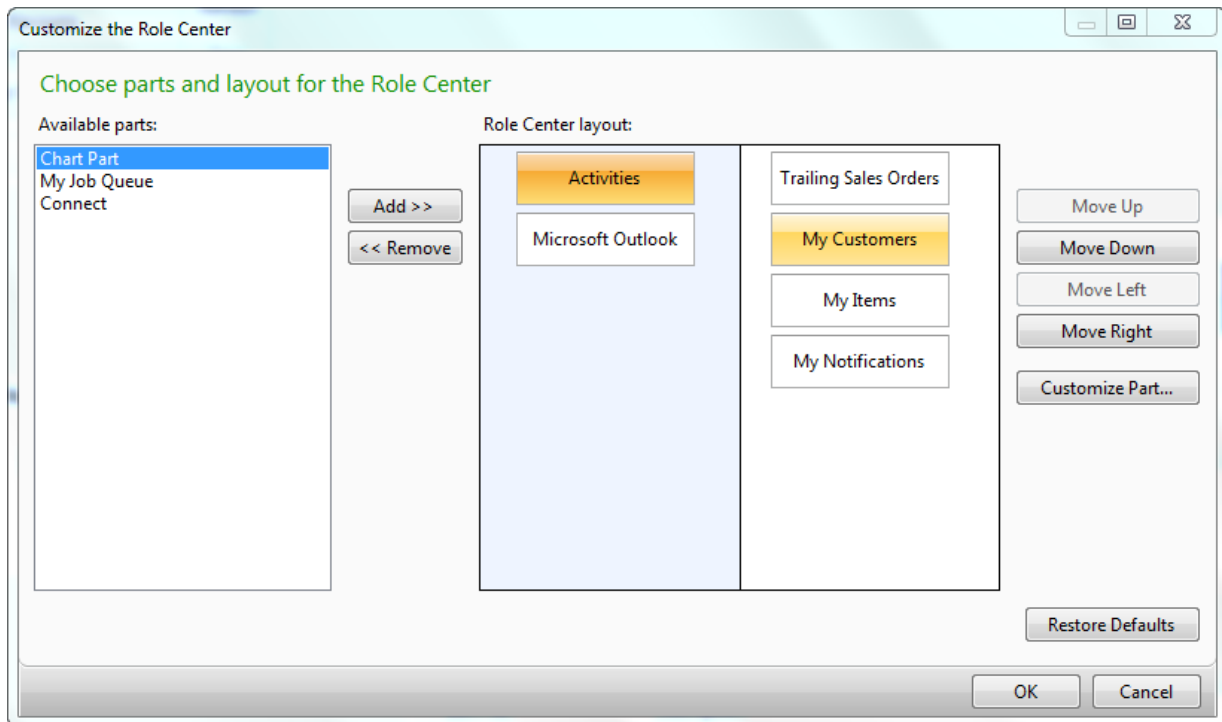 Customize the Role Center
Choose parts and layout for the Role Center
Available parts:
Chart Part
My Job Queue
Connect
Add >>
<< Remove
Role Center layout:
Activities
Microsoft Outlook
Trailing Sales Orders
My Customers
My Items
My Notifications
Move Up
Move Down
Move Left
Move Right
Customize Part...
Restore Defaults
OK
Cancel